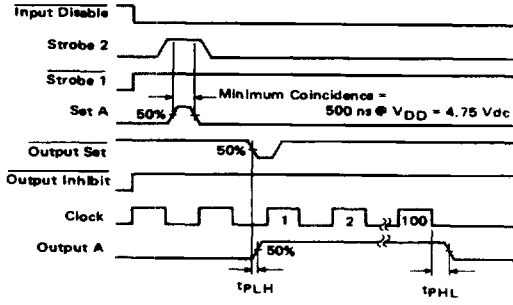 Input Disable
Strobe 2
Strobe 1
Minimum Coincidence =
Set A
50%
500 ns @ VDD = 4.75 Vdc
Output Set
50%
Output Inhibit
Clock
1
2
100
Output A
50%
tPLH
tPHL